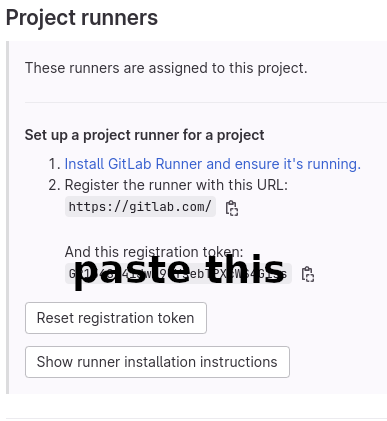 Project runners
These runners are assigned to this project.
Set up a project runner for a project
1. Install GitLab Runner and ensure it's running.
2. Register the runner with this URL:
https://gitlab.com/
And this registration token:
paste this
Reset registration token
Show runner installation instructions